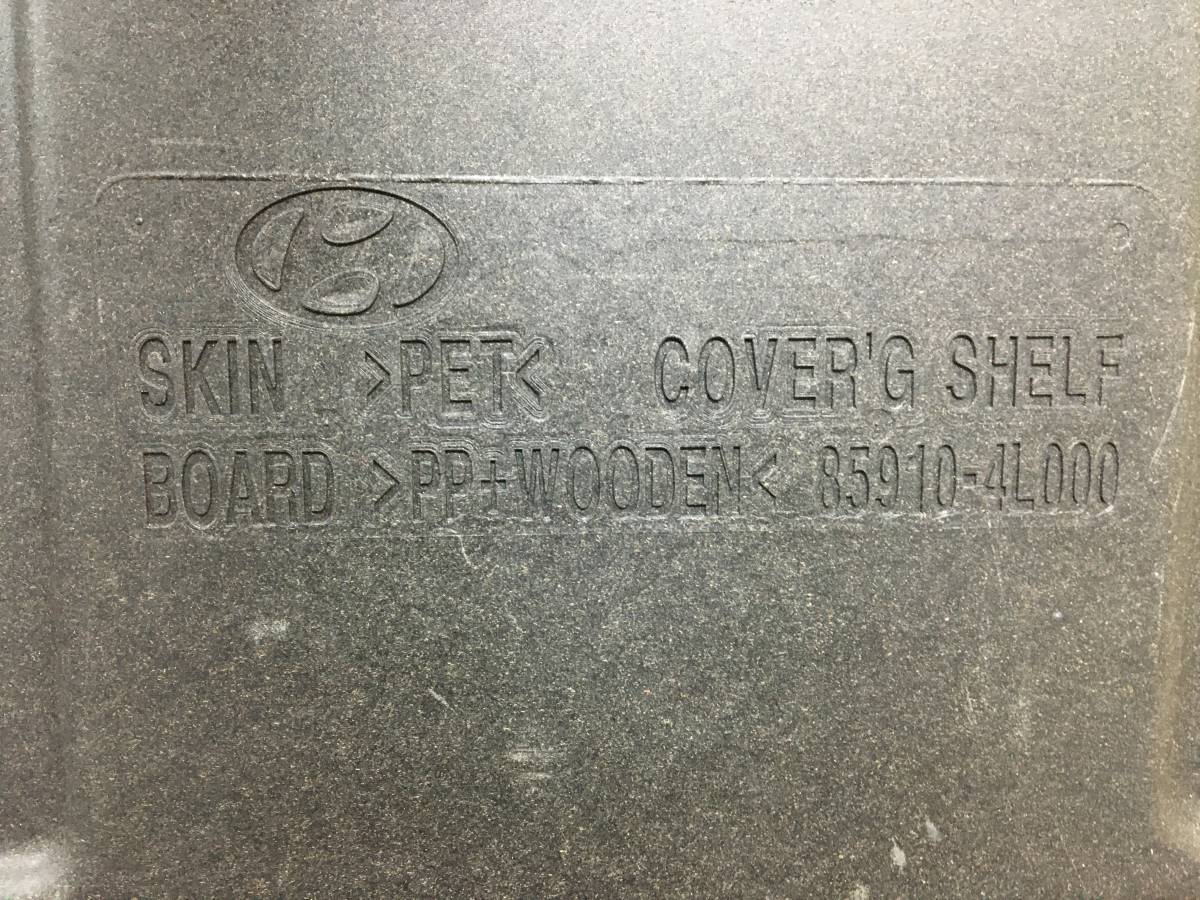 SKIN >PET< COVER'G SHELF
BOARD >PP+WOODEN< 85910-4L000